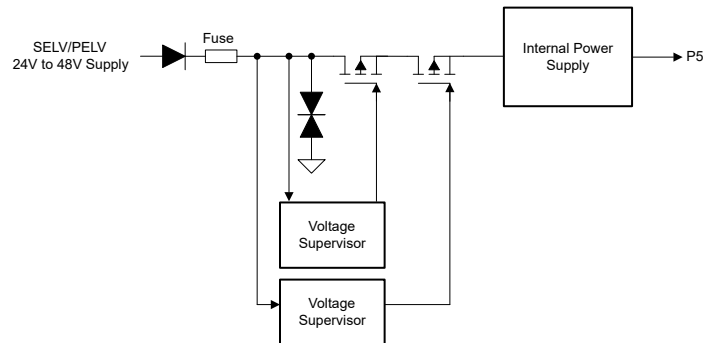 SELV/PELV
24V to 48V Supply
Fuse
Internal Power
Supply
P5
Voltage
Supervisor
Voltage
Supervisor